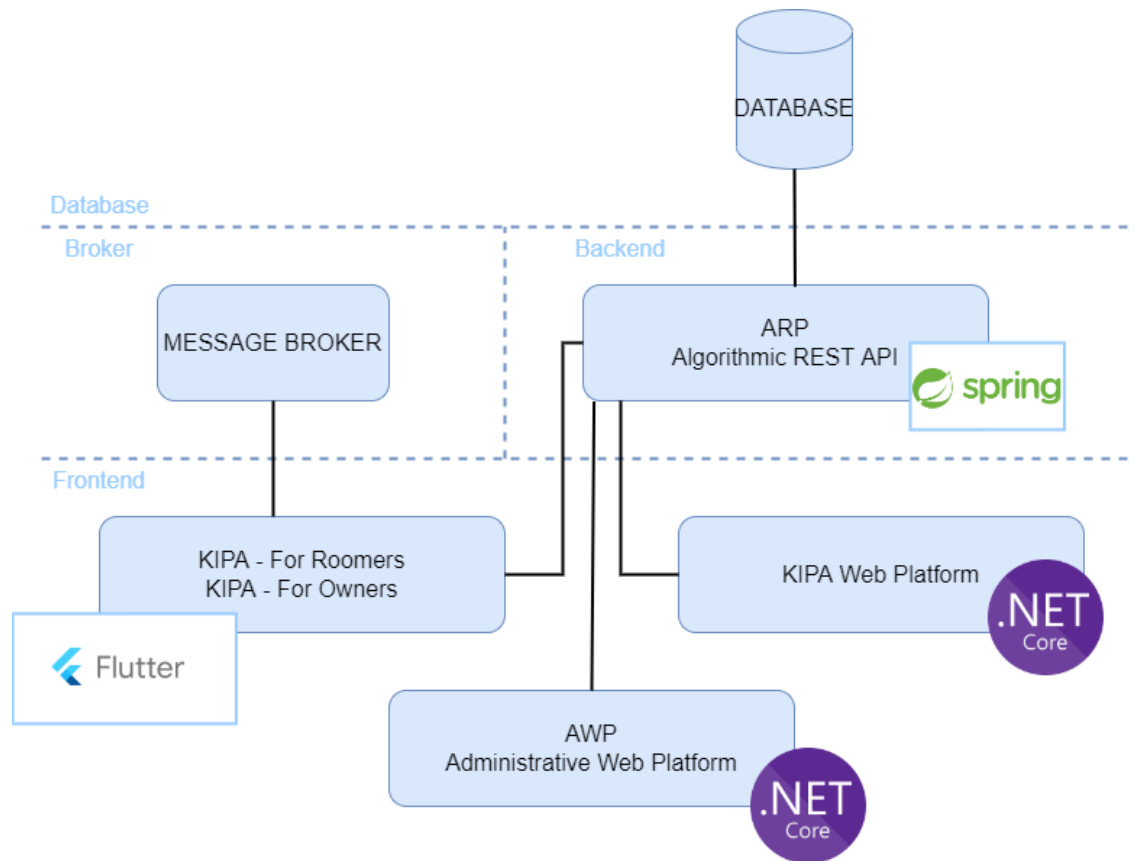 DATABASE
Database
Broker
Backend
MESSAGE BROKER
ARP
Algorithmic REST API
spring
Frontend
KIPA - For Roomers
KIPA - For Owners
Flutter
KIPA Web Platform
.NET
Core
AWP
Administrative Web Platform
.NET
Core